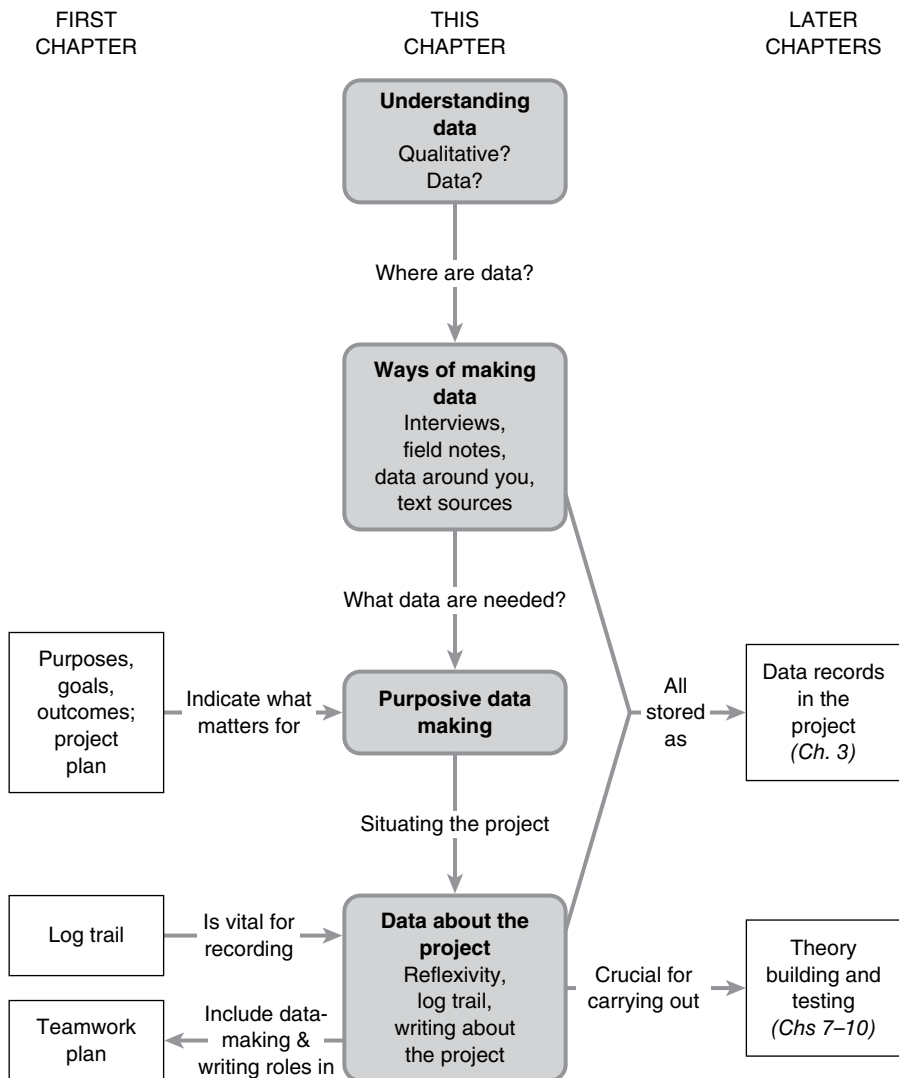 FIRST
CHAPTER
THIS
CHAPTER
LATER
CHAPTERS
Understanding
data
Qualitative?
Data?
Where are data?
Ways of making
data
Interviews,
field notes,
data around you,
text sources
What data are needed?
Purposes,
goals,
outcomes;
project
plan
Indicate what
matters for
Purposive data
making
All
stored
as
Data records
in the
project
(Ch. 3)
Situating the project
Log trail
Is vital for
recording
Data about the
project
Reflexivity,
log trail,
writing about
the project
Crucial for
carrying out
Theory
building and
testing
(Chs 7–10)
Teamwork
plan
Include data-
making &
writing roles in